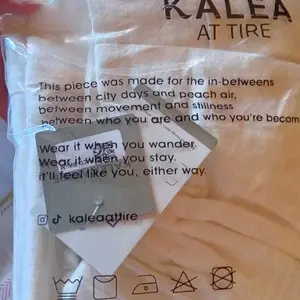 KALEA
AT TIRE
This piece was made for the in-betweens
between city days and peach air,
between movement and stillness
between who you are and who you're becom
Wear it when you wander.
Wear it when you stay.
it'll feel like you, either way.
kaleaattire